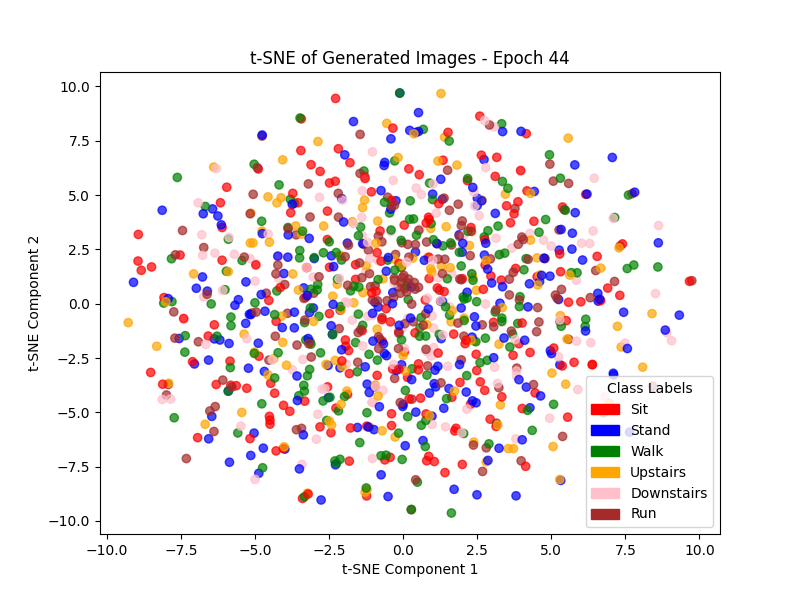 t-SNE of Generated Images - Epoch 44
t-SNE Component 2
10.0
7.5
5.0
2.5
0.0
−2.5
−5.0
−7.5
−10.0
Class Labels
Sit
Stand
Walk
Upstairs
Downstairs
Run
−10.0 −7.5 −5.0 −2.5 0.0 2.5 5.0 7.5 10.0
t-SNE Component 1